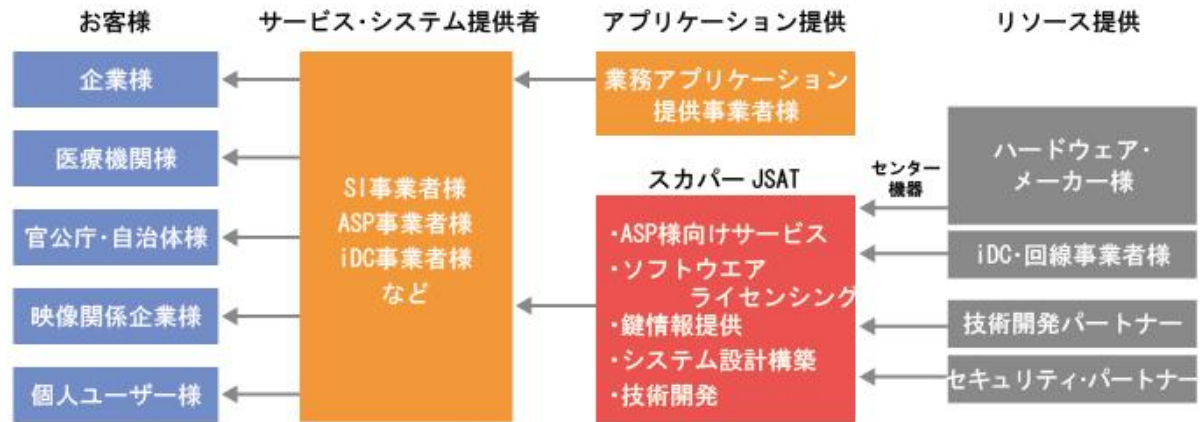 お客様
サービス・システム提供者
アプリケーション提供
リソース提供
企業様
医療機関様
官公庁・自治体様
映像関係企業様
個人ユーザー様
SI事業者様
ASP事業者様
iDC事業者様
など
業務アプリケーション
提供事業者様
スカパーJSAT
・ASP様向けサービス
・ソフトウエア
ライセンシング
・鍵情報提供
・システム設計構築
・技術開発
センター
機器
ハードウェア・
メーカー様
iDC・回線事業者様
技術開発パートナー
セキュリティ・パートナー